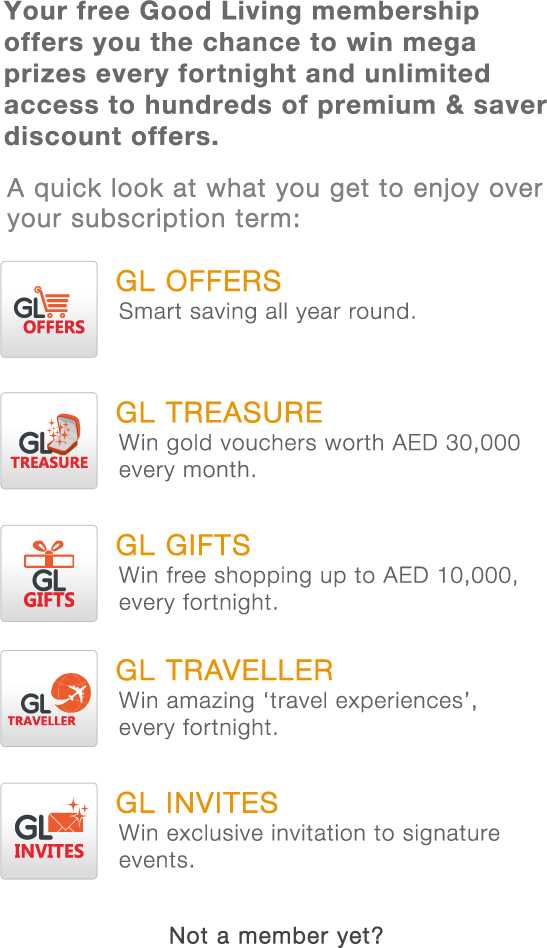 Your free Good Living membership
offers you the chance to win mega
prizes every fortnight and unlimited
access to hundreds of premium & saver
discount offers.
A quick look at what you get to enjoy over
your subscription term:
GL
OFFERS
GL OFFERS
Smart saving all year round.
GL
TREASURE
GL TREASURE
Win gold vouchers worth AED 30,000
every month.
GL
GIFTS
GL GIFTS
Win free shopping up to AED 10,000,
every fortnight.
GL
TRAVELLER
GL TRAVELLER
Win amazing ‘travel experiences’,
every fortnight.
GL
INVITES
GL INVITES
Win exclusive invitation to signature
events.
Not a member yet?